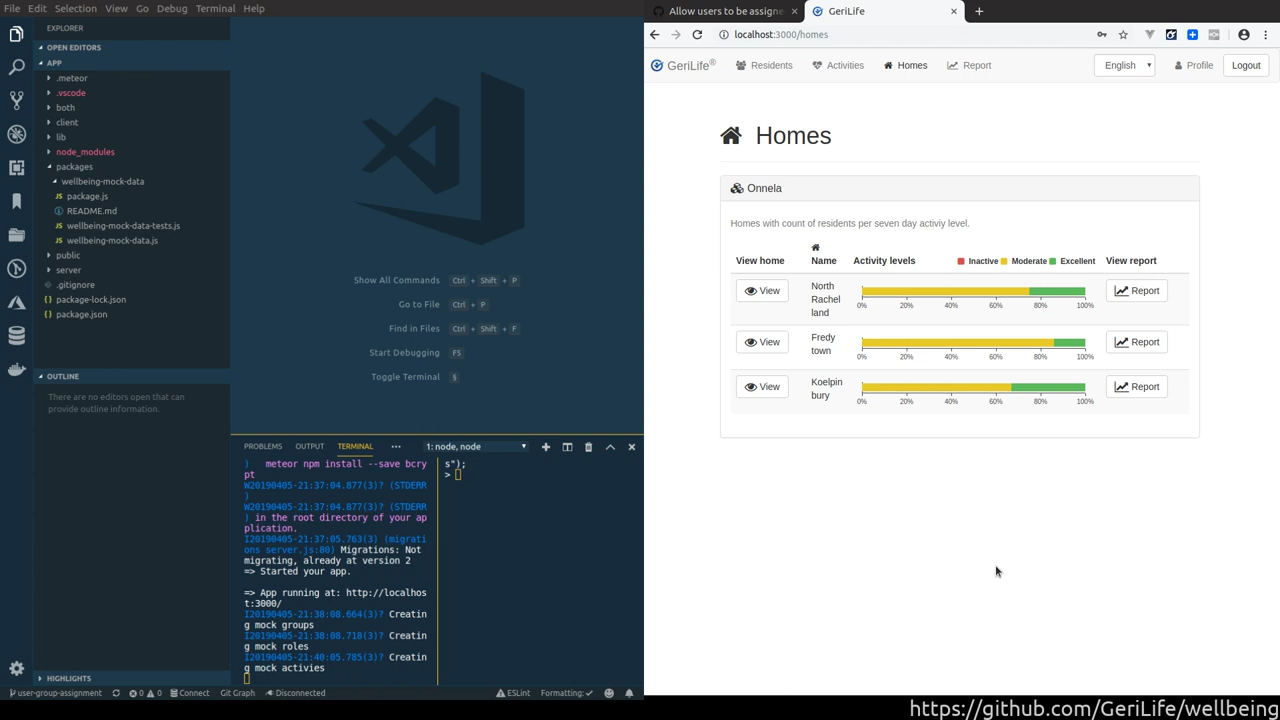 File Edit Selection View Go Debug Terminal Help
EXPLORER
OPEN EDITORS
APP
.meteor
.vscode
both
client
lib
node_modules
packages
wellbeing-mock-data
JS package.js
README.md
JS wellbeing-mock-data-tests.js
JS wellbeing-mock-data.js
public
server
.gitignore
package-lock.json
package.json
OUTLINE
There are no editors open that can
provide outline information.
HIGHLIGHTS
Show All Commands Ctrl + Shift + P
Go to File Ctrl + P
Find in Files Ctrl + Shift + F
Start Debugging F5
Toggle Terminal §
PROBLEMS OUTPUT TERMINAL ... 1: node, node
) meteor npm install --save bcry
pt
W20190405-21:37:04.877(3)? (STDERR
)
W20190405-21:37:04.877(3)? (STDERR
) in the root directory of your ap
plication.
I20190405-21:37:05.763(3) (migrati
ons server.js:80) Migrations: Not
migrating, already at version 2
=> Started your app.
=> App running at: http://localhos
t:3000/
I20190405-21:38:08.664(3)? Creatin
g mock groups
I20190405-21:38:08.718(3)? Creatin
g mock roles
I20190405-21:40:05.785(3)? Creatin
g mock activies
s");
>
user-group-assignment 0 0 Connect Git Graph Disconnected ESLint Formatting: ✓
Allow users to be assigne × GeriLife × +
localhost:3000/homes
GeriLife® Residents Activities Homes Report English Profile Logout
Homes
Onnela
Homes with count of residents per seven day activiy level.
View home Name Activity levels Inactive Moderate Excellent View report
View North Rachel land 0% 20% 40% 60% 80% 100% Report
View Fredy town 0% 20% 40% 60% 80% 100% Report
View Koelpin bury 0% 20% 40% 60% 80% 100% Report
https://github.com/GeriLife/wellbeing